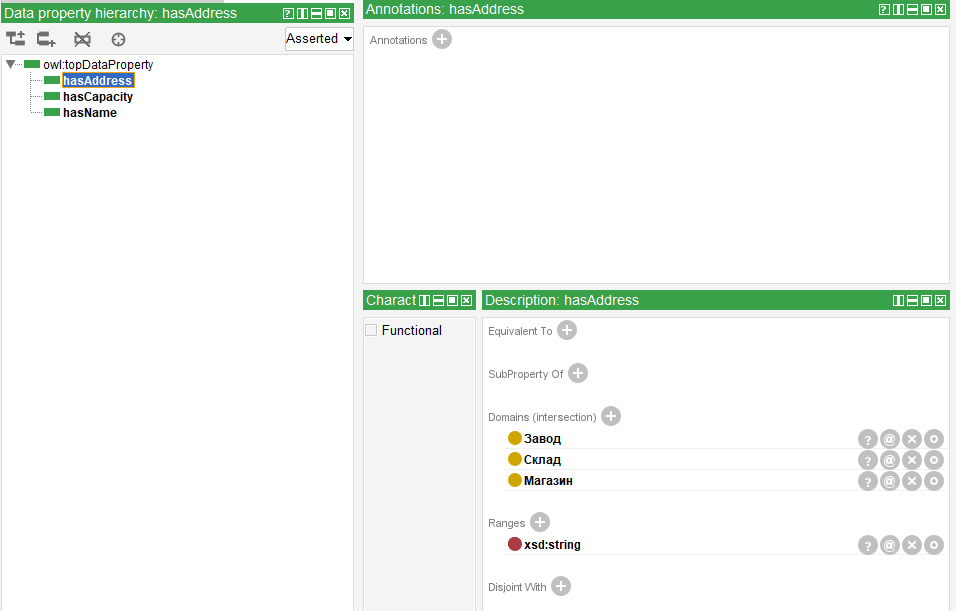 Data property hierarchy: hasAddress
Asserted
owl:topDataProperty
hasAddress
hasCapacity
hasName
Annotations: hasAddress
Annotations
Charact
Functional
Description: hasAddress
Equivalent To
SubProperty Of
Domains (intersection)
Завод
Склад
Магазин
Ranges
xsd:string
Disjoint With